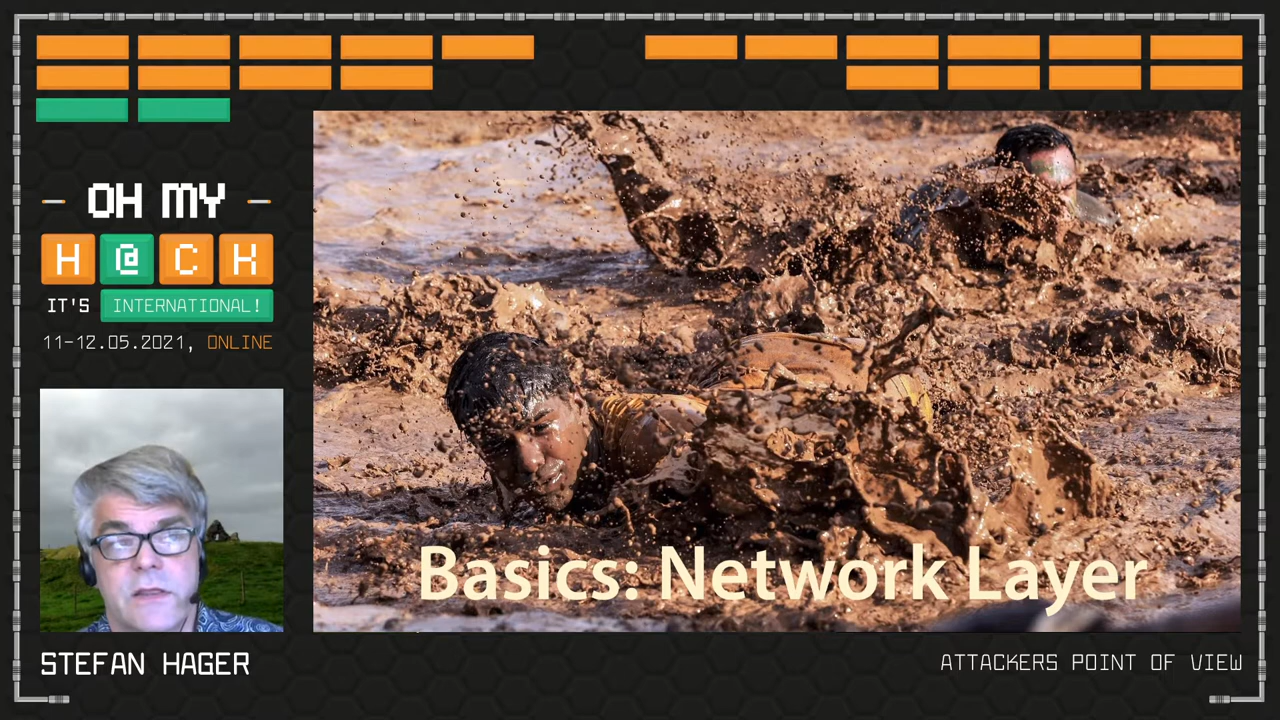 OH MY
H@CK
IT'S INTERNATIONAL!
11-12.05.2021, ONLINE
Basics: Network Layer
STEFAN HAGER
ATTACKERS POINT OF VIEW